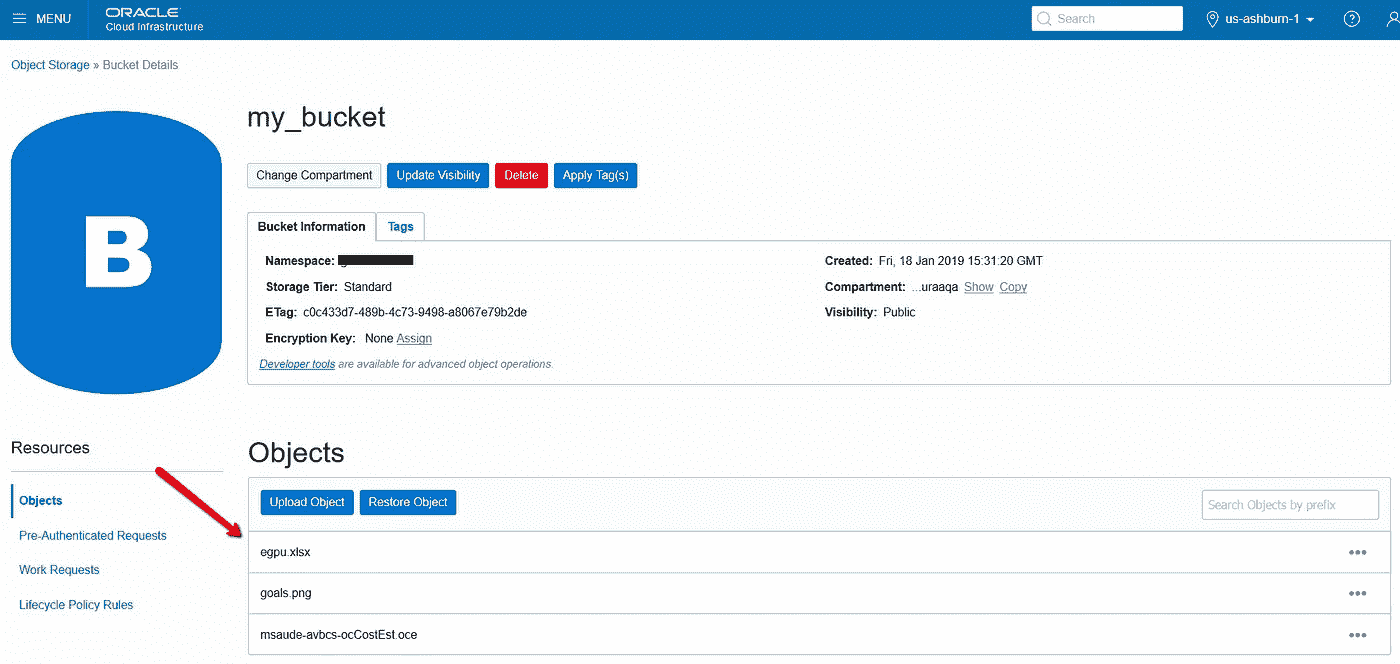 MENU
ORACLE
Cloud Infrastructure
Search
us-ashburn-1
?
Object Storage » Bucket Details
B
my_bucket
Change Compartment
Update Visibility
Delete
Apply Tag(s)
Bucket Information
Tags
Namespace:
Storage Tier: Standard
ETag: c0c433d7-489b-4c73-9498-a8067e79b2de
Encryption Key: None Assign
Developer tools are available for advanced object operations.
Created: Fri, 18 Jan 2019 15:31:20 GMT
Compartment: ...uraaqa Show Copy
Visibility: Public
Resources
Objects
Pre-Authenticated Requests
Work Requests
Lifecycle Policy Rules
Objects
Upload Object
Restore Object
Search Objects by prefix
egpu.xlsx
goals.png
msaude-avbcs-ocCostEst.oce